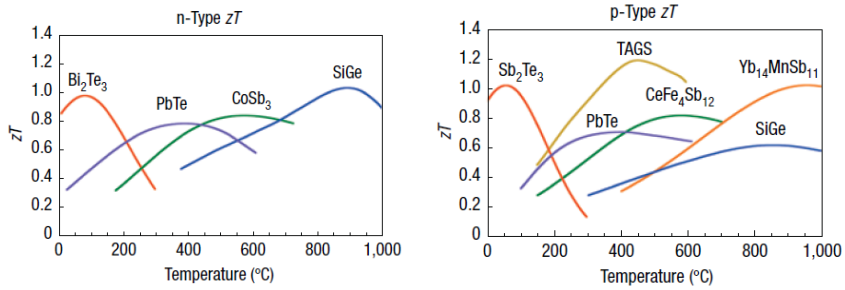 n-Type zT
1.4
1.2
1.0
0.8
0.6
0.4
0.2
0
zT
Bi₂Te₃
PbTe
CoSb₃
SiGe
0 200 400 600 800 1,000
Temperature (°C)
p-Type zT
1.4
1.2
1.0
0.8
0.6
0.4
0.2
0
zT
Sb₂Te₃
TAGS
PbTe
CeFe₄Sb₁₂
Yb₁₄MnSb₁₁
SiGe
0 200 400 600 800 1,000
Temperature (°C)